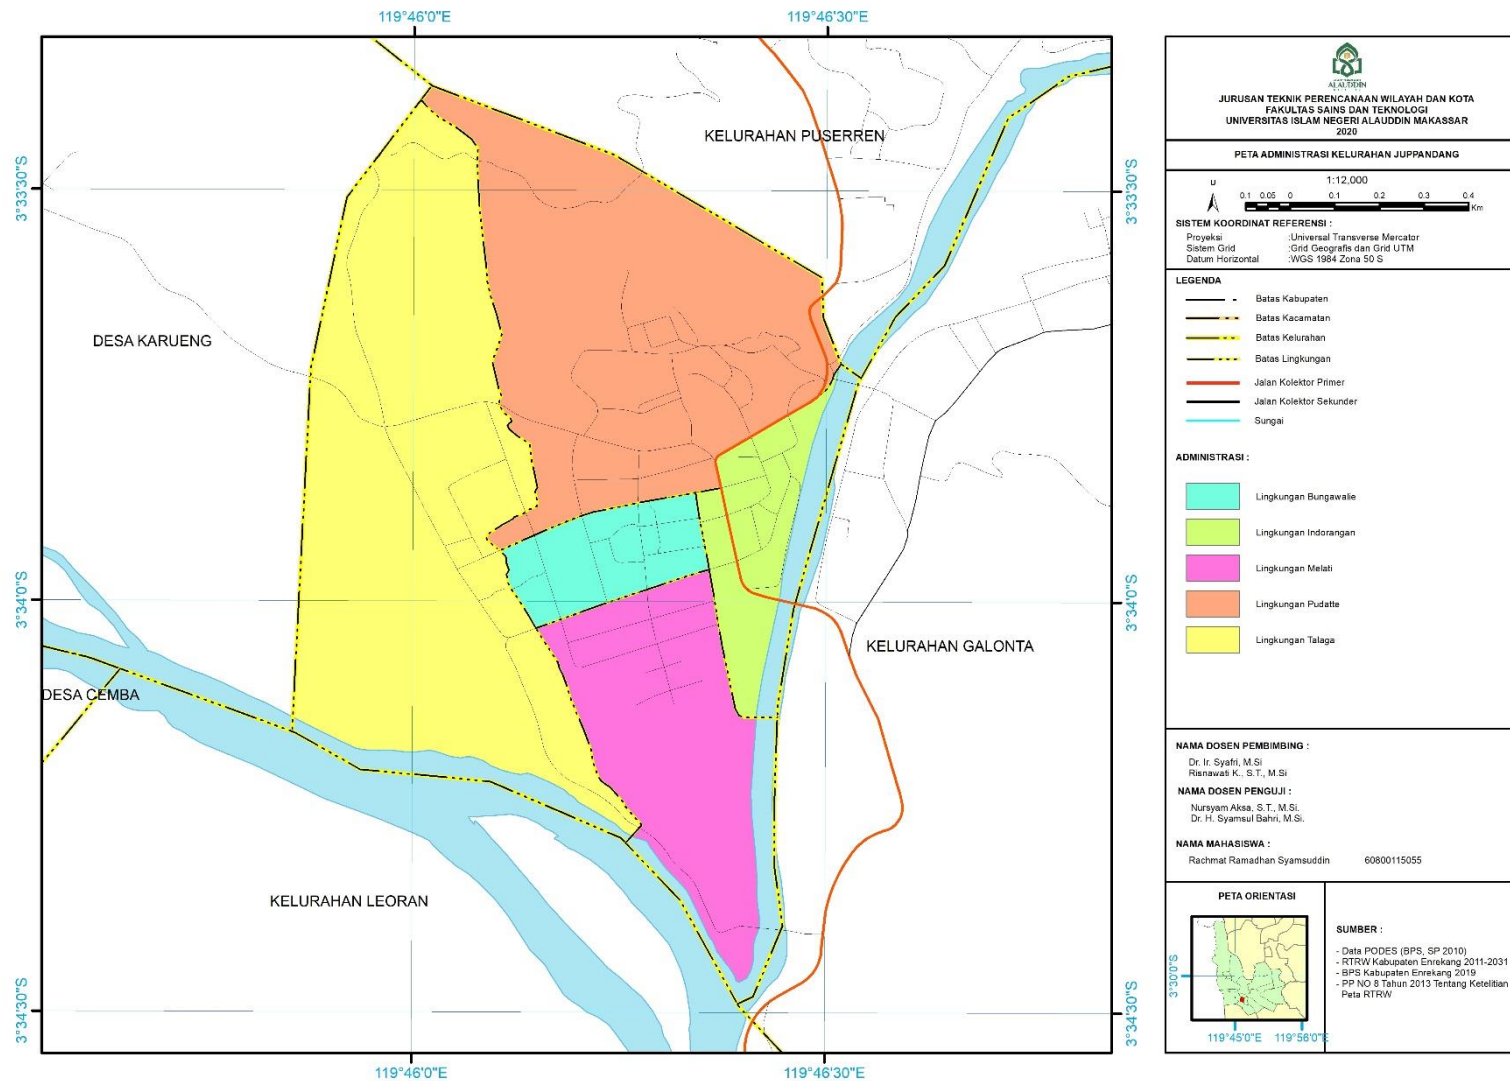 119°46'0"E
119°46'30"E
3°33'30"S
3°34'0"S
3°34'30"S
3°33'30"S
3°34'0"S
3°34'30"S
119°46'0"E
119°46'30"E
KELURAHAN PUSERREN
DESA KARUENG
KELURAHAN GALONTA
DESA CEMBA
KELURAHAN LEORAN
ALAUDDIN
JURUSAN TEKNIK PERENCANAAN WILAYAH DAN KOTA
FAKULTAS SAINS DAN TEKNOLOGI
UNIVERSITAS ISLAM NEGERI ALAUDDIN MAKASSAR
2020
PETA ADMINISTRASI KELURAHAN JUPPANDANG
U
1:12,000
0.1 0.05 0 0.1 0.2 0.3 0.4
Km
SISTEM KOORDINAT REFERENSI :
Proyeksi :Universal Transverse Mercator
Sistem Grid :Grid Geografis dan Grid UTM
Datum Horizontal :WGS 1984 Zona 50 S
LEGENDA
Batas Kabupaten
Batas Kacamatan
Batas Kelurahan
Batas Lingkungan
Jalan Kolektor Primer
Jalan Kolektor Sekunder
Sungai
ADMINISTRASI :
Lingkungan Bungawalie
Lingkungan Indorangan
Lingkungan Melati
Lingkungan Pudatte
Lingkungan Talaga
NAMA DOSEN PEMBIMBING :
Dr. Ir. Syafri, M.Si
Risnawati K., S.T., M.Si
NAMA DOSEN PENGUJI :
Nursyam Aksa, S.T., M.Si.
Dr. H. Syamsul Bahri, M.Si.
NAMA MAHASISWA :
Rachmat Ramadhan Syamsuddin 60800115055
PETA ORIENTASI
3°30'0"S
119°45'0"E 119°56'0"E
SUMBER :
- Data PODES (BPS, SP 2010)
- RTRW Kabupaten Enrekang 2011-2031
- BPS Kabupaten Enrekang 2019
- PP NO 8 Tahun 2013 Tentang Ketelitian
Peta RTRW